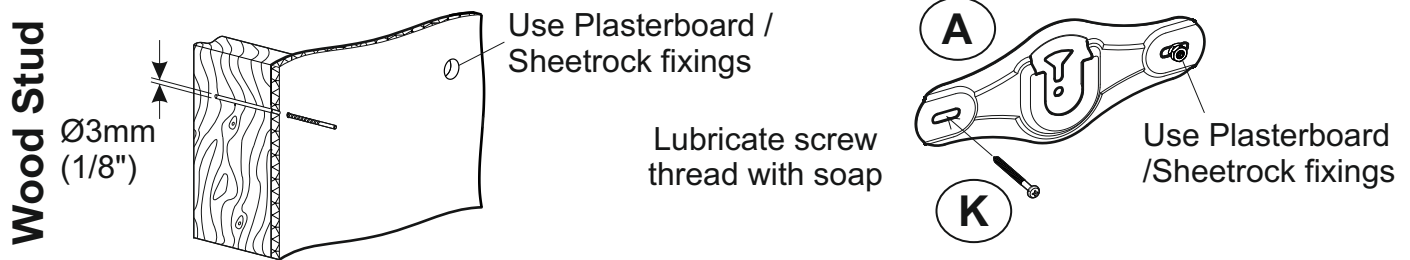 Wood Stud
Ø3mm
(1/8")
Use Plasterboard /
Sheetrock fixings
Lubricate screw
thread with soap
A
K
Use Plasterboard
/Sheetrock fixings